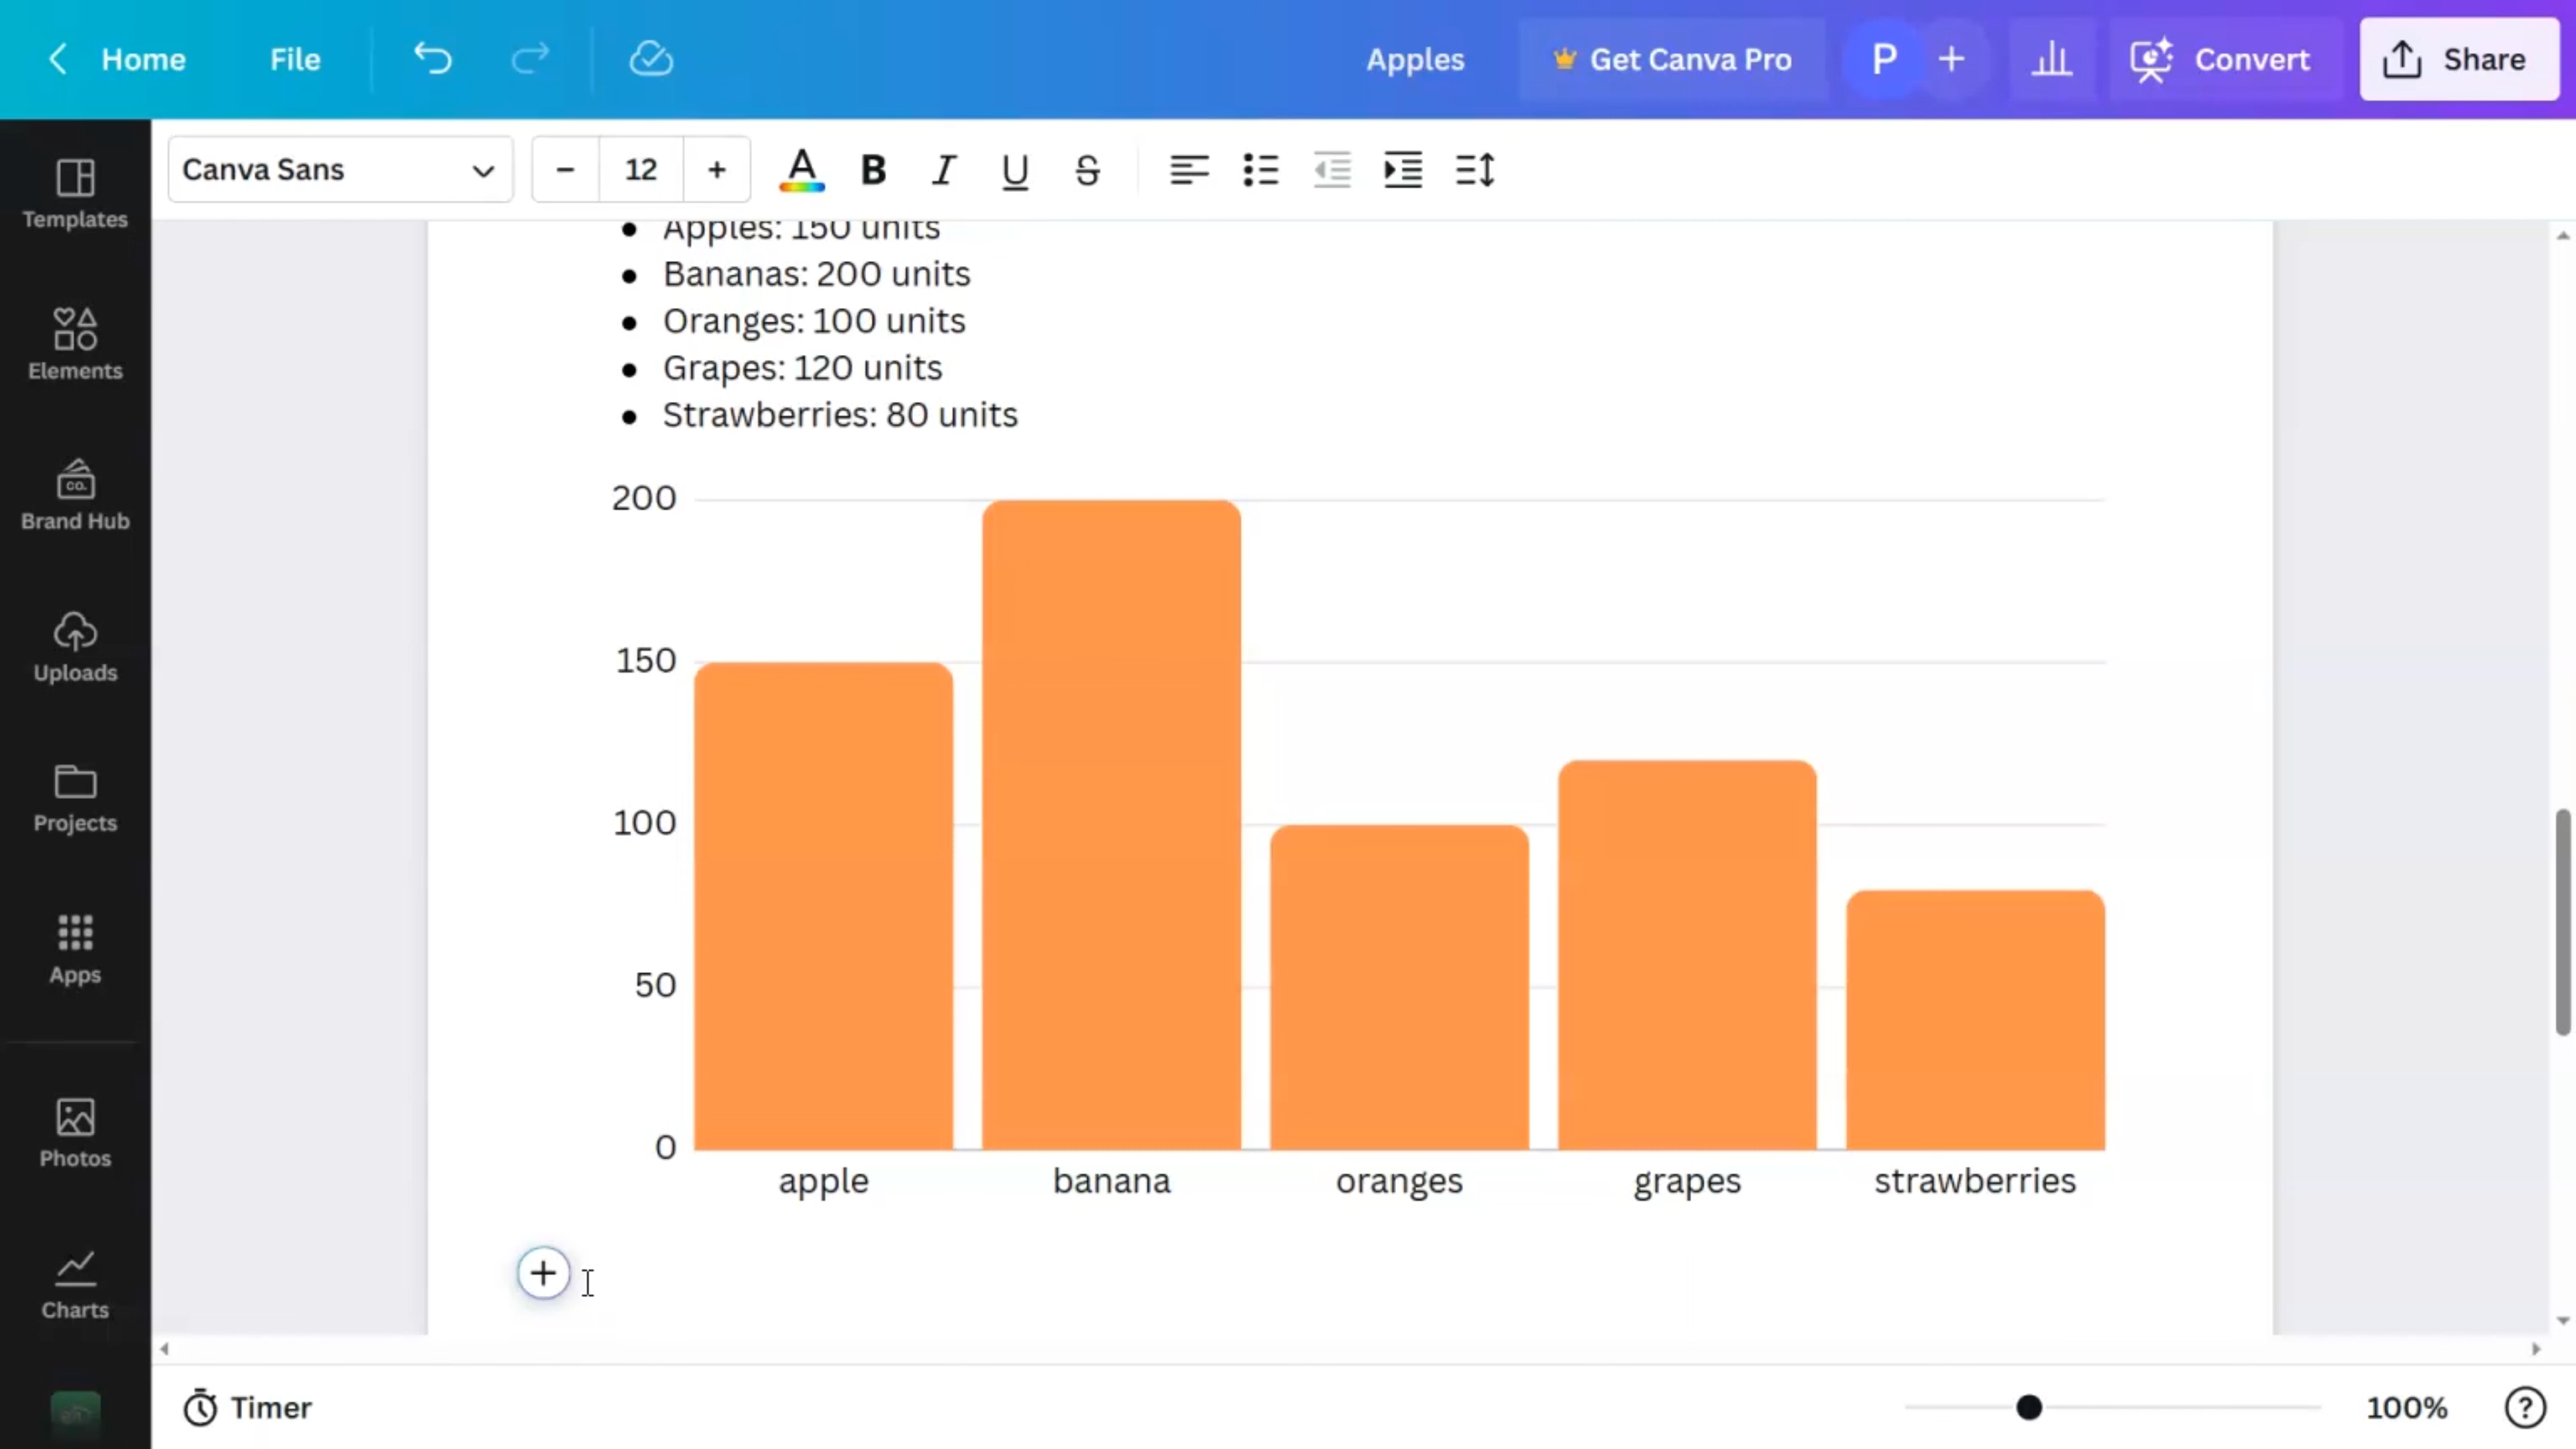 Home File Apples Get Canva Pro P Convert Share
Canva Sans 12 A B I U S
Templates
Elements
CO.
Brand Hub
Uploads
Projects
Apps
Photos
Charts
Apples: 150 units
Bananas: 200 units
Oranges: 100 units
Grapes: 120 units
Strawberries: 80 units
200
150
100
50
0
apple banana oranges grapes strawberries
Timer 100% ?